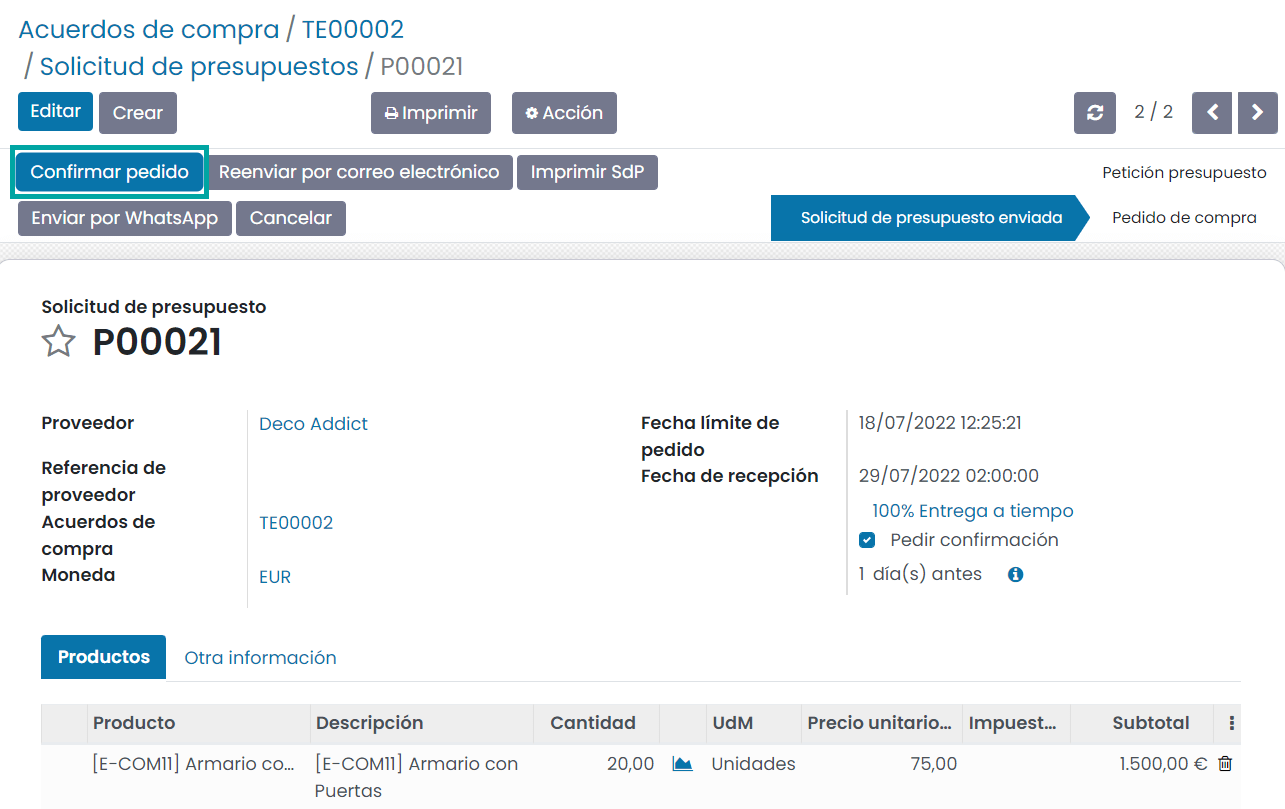 Acuerdos de compra / TE00002
/ Solicitud de presupuestos / P00021
Editar Crear Imprimir Acción 2 / 2
Confirmar pedido Reenviar por correo electrónico Imprimir SdP Petición presupuesto
Enviar por WhatsApp Cancelar Solicitud de presupuesto enviada Pedido de compra
Solicitud de presupuesto
P00021
Proveedor Deco Addict
Referencia de
proveedor
Acuerdos de
compra TE00002
Moneda EUR
Fecha límite de
pedido 18/07/2022 12:25:21
Fecha de recepción 29/07/2022 02:00:00
100% Entrega a tiempo
Pedir confirmación
1 día(s) antes
Productos Otra información
Producto Descripción Cantidad UdM Precio unitario... Impuest... Subtotal
[E-COM11] Armario co... [E-COM11] Armario con 20,00 Unidades 75,00 1.500,00 €
Puertas